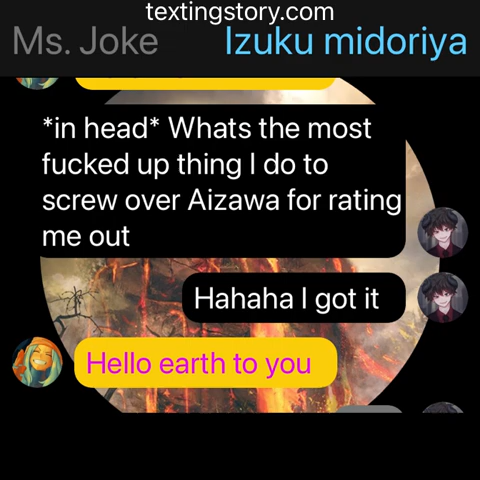 textingstory.com
Ms. Joke
Izuku midoriya
*in head* Whats the most
fucked up thing I do to
screw over Aizawa for rating
me out
Hahaha I got it
Hello earth to you